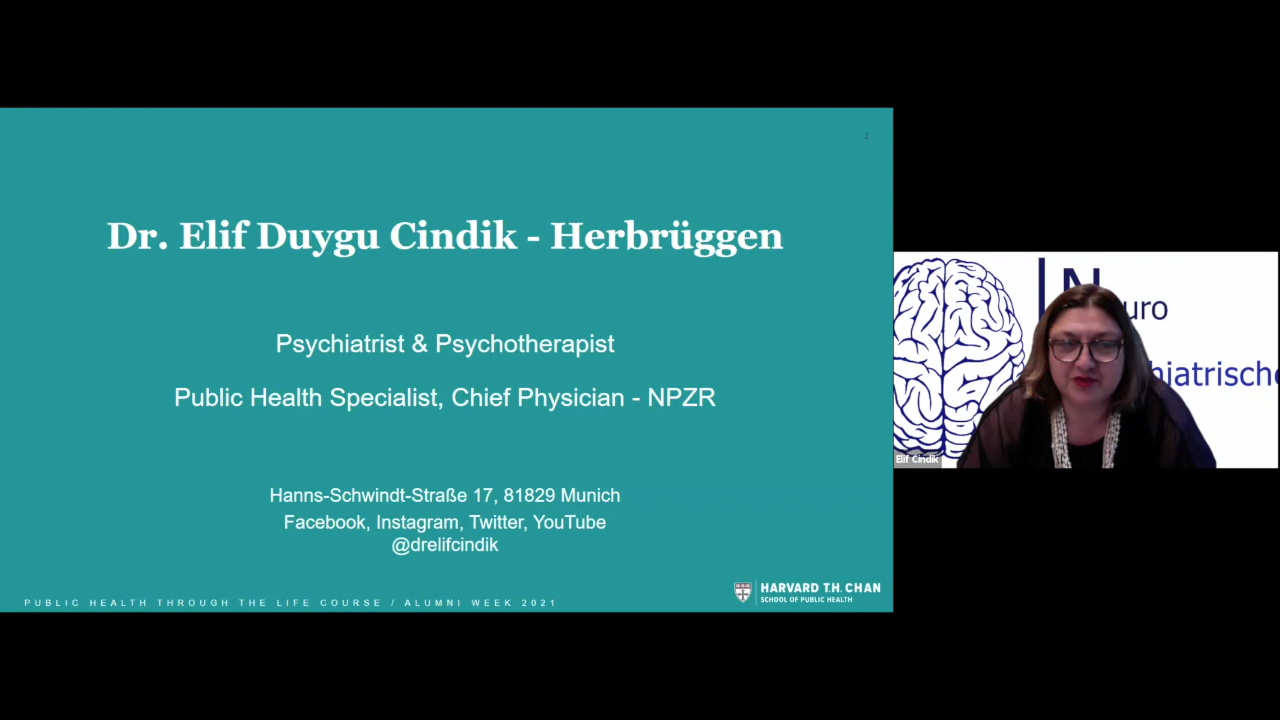 2
Dr. Elif Duygu Cindik - Herbrüggen
Psychiatrist & Psychotherapist
Public Health Specialist, Chief Physician - NPZR
Hanns-Schwindt-Straße 17, 81829 Munich
Facebook, Instagram, Twitter, YouTube
@drelifcindik
PUBLIC HEALTH THROUGH THE LIFE COURSE / ALUMNI WEEK 2021
HARVARD T.H. CHAN
SCHOOL OF PUBLIC HEALTH
N uro
hiatrische
Elif Cindik